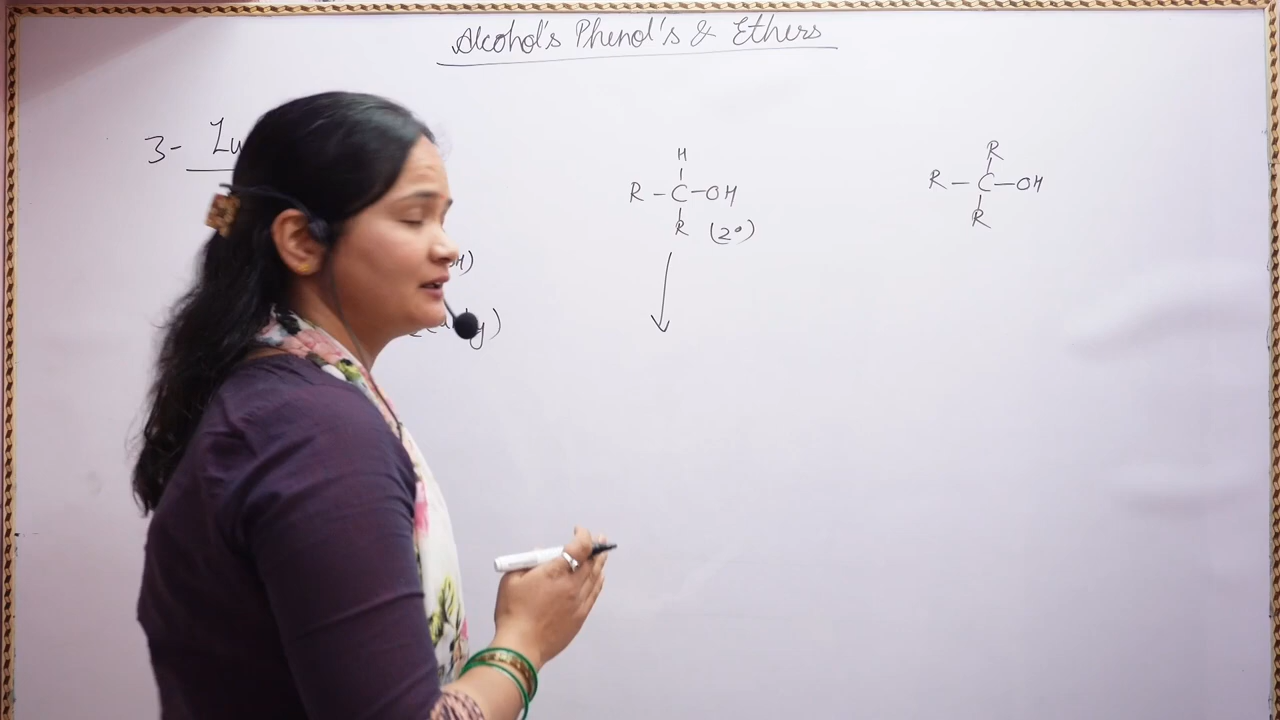 Alcohol's Phenol's & Ethers
3- Lu
H
R - C - OH
R (2°)
R
R - C - OH
R